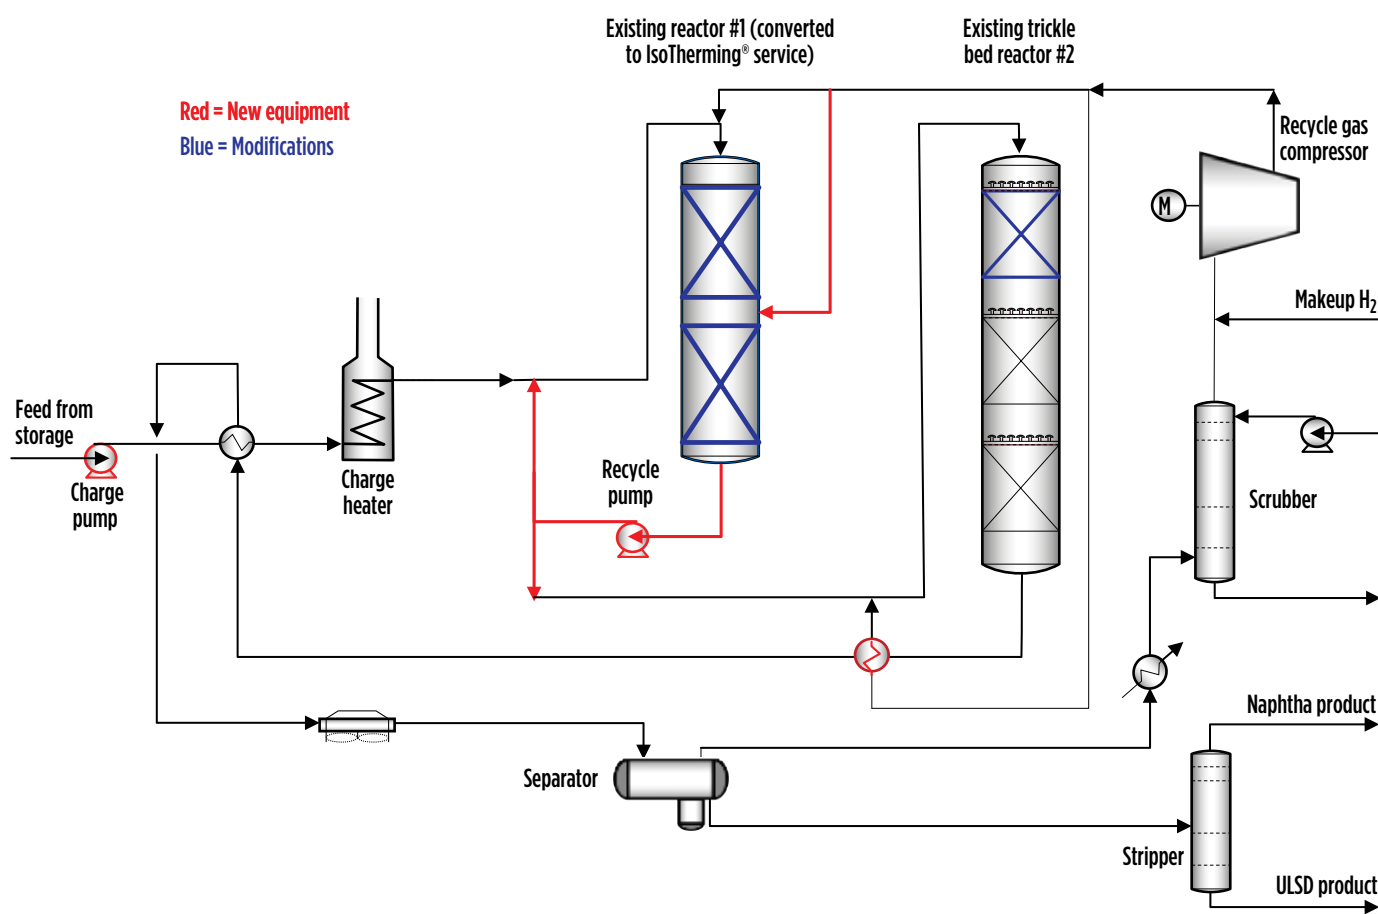 Existing reactor #1 (converted
to IsoTherming® service)
Existing trickle
bed reactor #2
Red = New equipment
Blue = Modifications
Recycle gas
compressor
M
Makeup H₂
Feed from
storage
Charge
pump
Charge
heater
Recycle
pump
Scrubber
Naphtha product
Separator
Stripper
ULSD product